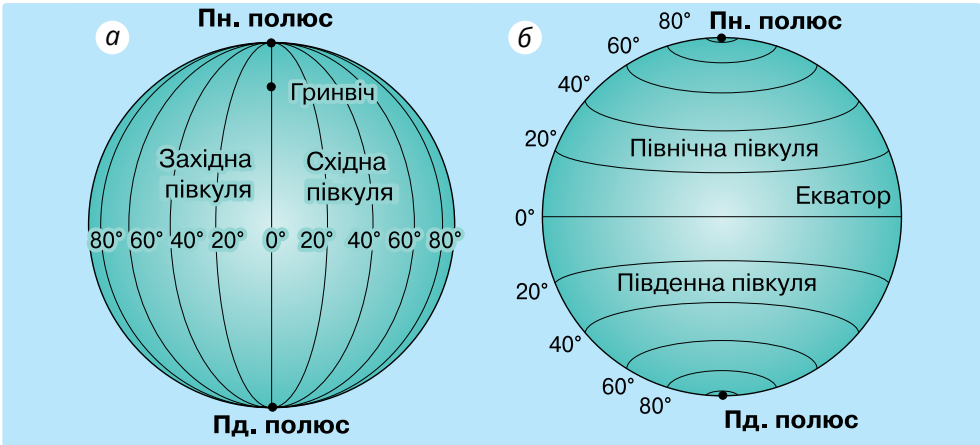 а
Пн. полюс
Гринвіч
Західна
півкуля
Східна
півкуля
80° 60° 40° 20° 0° 20° 40° 60° 80°
Пд. полюс
б
Пн. полюс
80°
60°
40°
20°
Північна півкуля
Екватор
0°
Південна півкуля
20°
40°
60°
80°
Пд. полюс